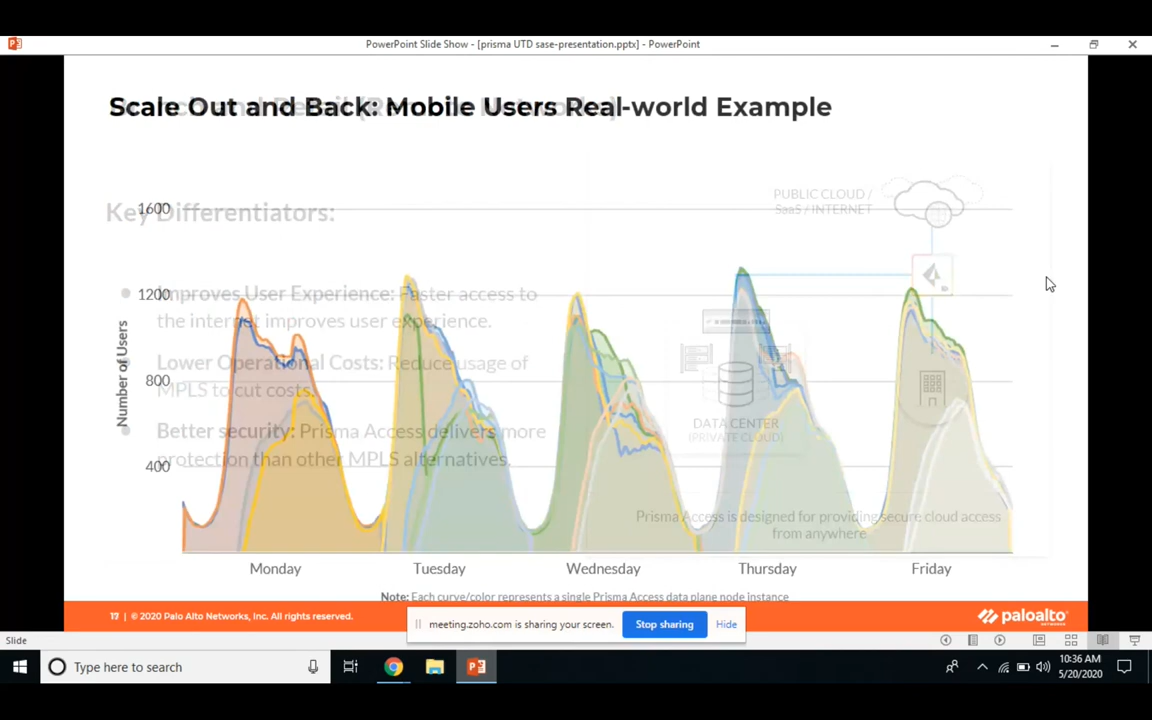 PowerPoint Slide Show - [prisma UTD sase-presentation.pptx] - PowerPoint
Scale Out and Back: Mobile Users Real-world Example
Key Differentiators:
1600
1200
800
400
Number of Users
Improves User Experience: Faster access to
the internet improves user experience.
Lower Operational Costs: Reduce usage of
MPLS to cut costs.
Better security: Prisma Access delivers more
protection than other MPLS alternatives.
PUBLIC CLOUD /
SaaS / INTERNET
DATA CENTER
(PRIVATE CLOUD)
Prisma Access is designed for providing secure cloud access
from anywhere
Monday
Tuesday
Wednesday
Thursday
Friday
Note: Each curve/color represents a single Prisma Access data plane node instance
17 | © 2020 Palo Alto Networks, Inc. All rights reserved.
paloalto
NETWORKS
meeting.zoho.com is sharing your screen.
Stop sharing
Hide
Slide
Type here to search
10:36 AM
5/20/2020